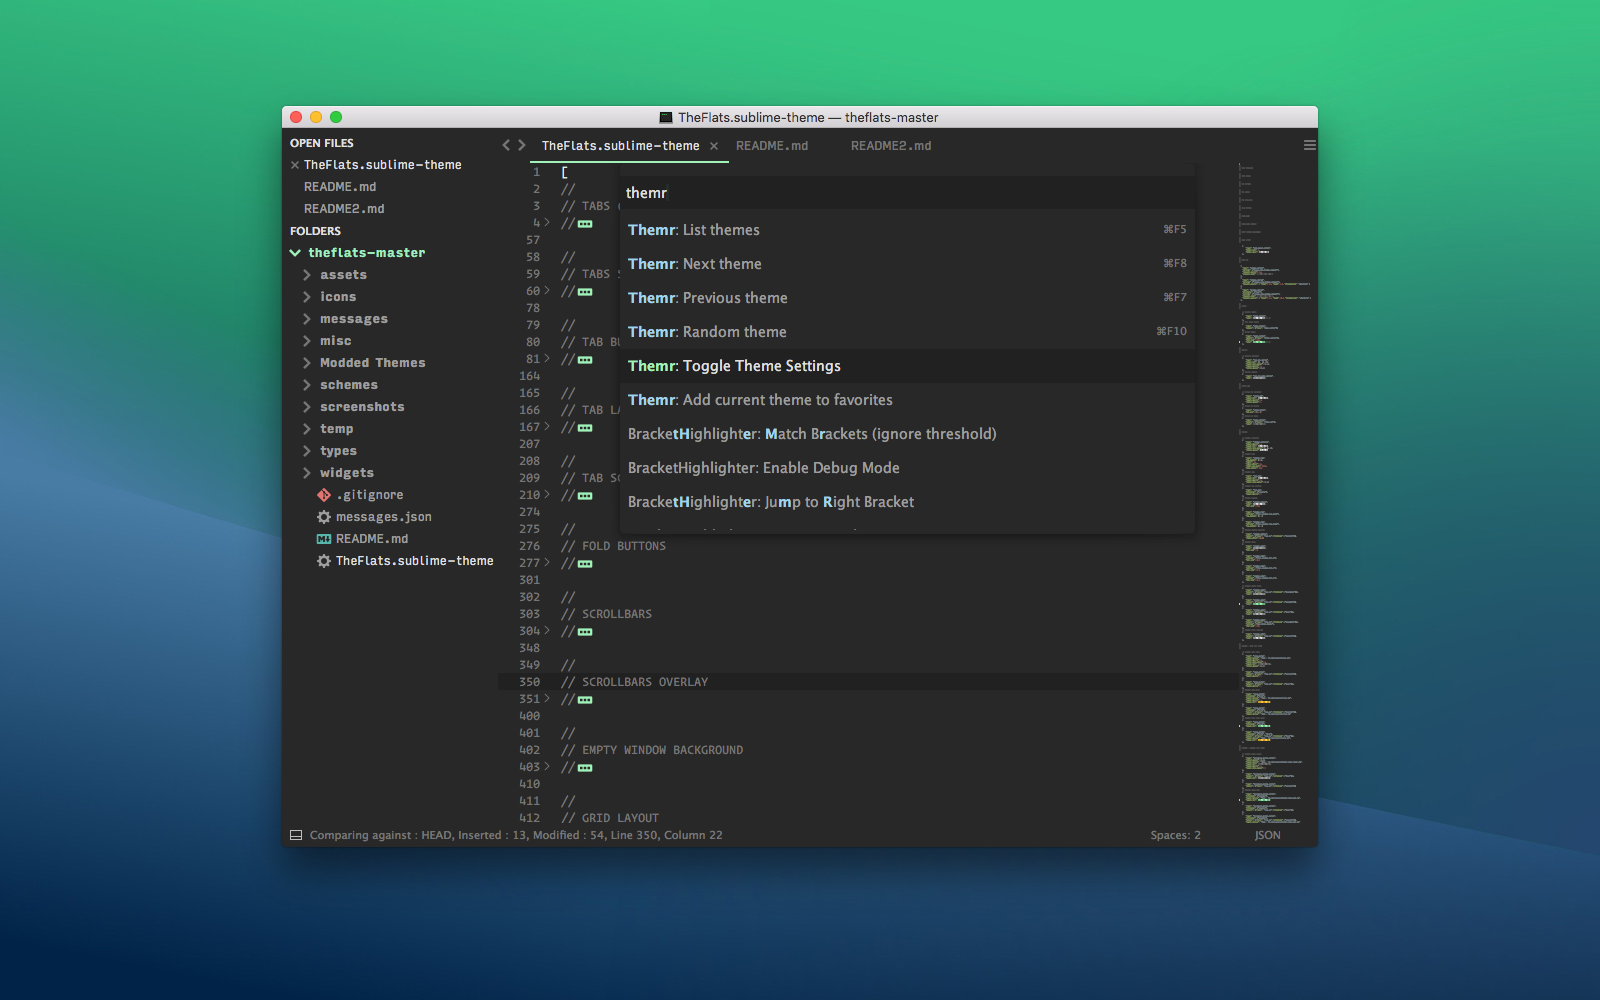 TheFlats.sublime-theme — theflats-master
OPEN FILES
TheFlats.sublime-theme
README.md
README2.md
FOLDERS
theflats-master
assets
icons
messages
misc
Modded Themes
schemes
screenshots
temp
types
widgets
.gitignore
messages.json
README.md
TheFlats.sublime-theme
TheFlats.sublime-theme README.md README2.md
1 [
2 //
3 // TABS
4 //
57
58 //
59 // TABS
60 //
78
79 //
80 // TAB
81 //
164
165 //
166 // TAB
167 //
207
208 //
209 // TAB
210 //
274
275 //
276 // FOLD BUTTONS
277 //
301
302 //
303 // SCROLLBARS
304 //
348
349 //
350 // SCROLLBARS OVERLAY
351 //
400
401 //
402 // EMPTY WINDOW BACKGROUND
403 //
410
411 //
412 // GRID LAYOUT
themr
Themr: List themes ⌘F5
Themr: Next theme ⌘F8
Themr: Previous theme ⌘F7
Themr: Random theme ⌘F10
Themr: Toggle Theme Settings
Themr: Add current theme to favorites
BracketHighlighter: Match Brackets (ignore threshold)
BracketHighlighter: Enable Debug Mode
BracketHighlighter: Jump to Right Bracket
Comparing against : HEAD, Inserted : 13, Modified : 54, Line 350, Column 22 Spaces: 2 JSON